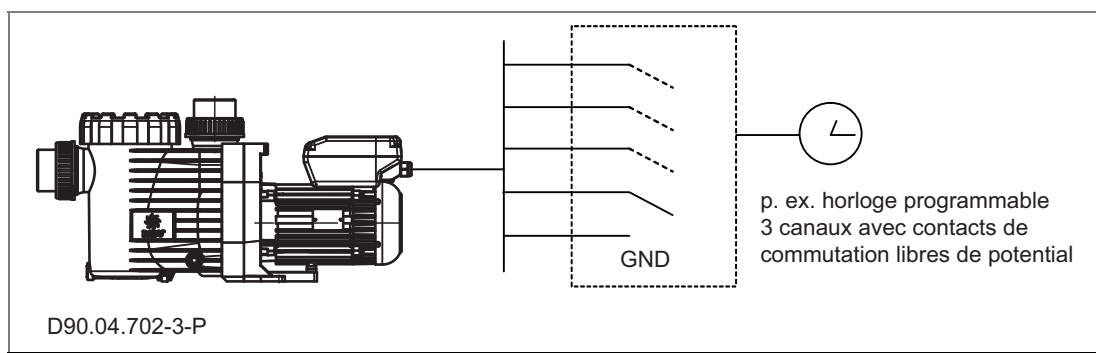 GND
p. ex. horloge programmable
3 canaux avec contacts de
commutation libres de potential
D90.04.702-3-P